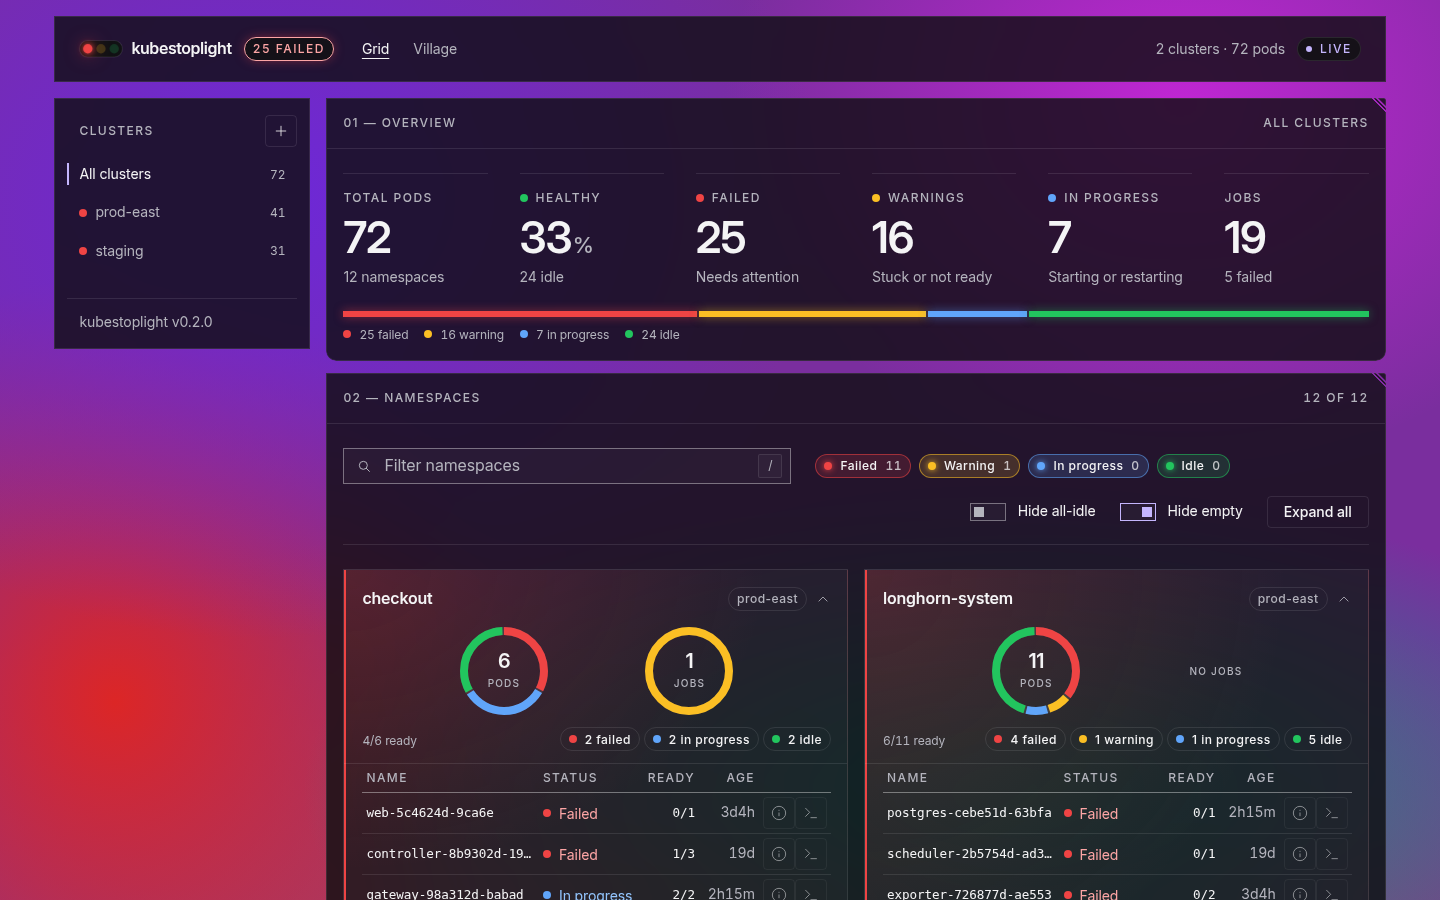 kubestoplight 25 FAILED Grid Village 2 clusters · 72 pods LIVE
CLUSTERS +
All clusters 72
prod-east 41
staging 31
kubestoplight v0.2.0
01 — OVERVIEW ALL CLUSTERS
TOTAL PODS HEALTHY FAILED WARNINGS IN PROGRESS JOBS
72 33% 25 16 7 19
12 namespaces 24 idle Needs attention Stuck or not ready Starting or restarting 5 failed
25 failed 16 warning 7 in progress 24 idle
02 — NAMESPACES 12 OF 12
Filter namespaces / Failed 11 Warning 1 In progress 0 Idle 0
Hide all-idle Hide empty Expand all
checkout prod-east
6 PODS 1 JOBS
4/6 ready 2 failed 2 in progress 2 idle
NAME STATUS READY AGE
web-5c4624d-9ca6e Failed 0/1 3d4h
controller-8b9302d-19… Failed 1/3 19d
gateway-98a312d-babad In progress 2/2 2h15m
longhorn-system prod-east
11 PODS NO JOBS
6/11 ready 4 failed 1 warning 1 in progress 5 idle
NAME STATUS READY AGE
postgres-cebe51d-63bfa Failed 0/1 2h15m
scheduler-2b5754d-ad3… Failed 0/1 19d
exporter-726877d-ae553 Failed 0/2 3d4h